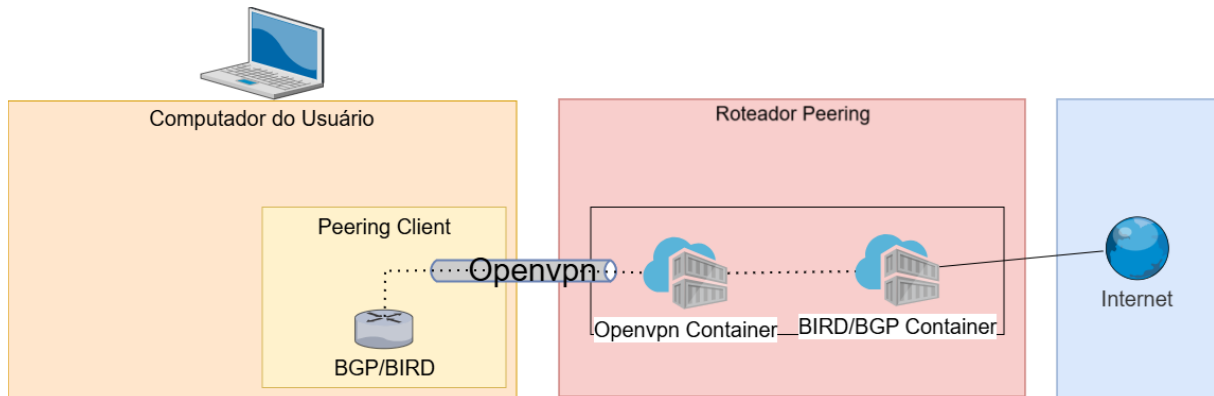 Computador do Usuário
Roteador Peering
Peering Client
Openvpn
Openvpn Container
BIRD/BGP Container
Internet
BGP/BIRD